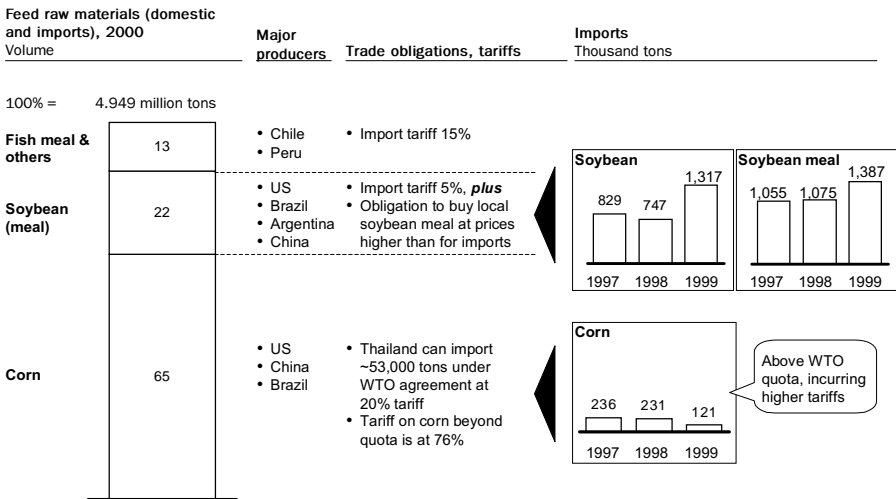 Feed raw materials (domestic
and imports), 2000
Volume
Major
producers
Trade obligations, tariffs
Imports
Thousand tons
100% = 4.949 million tons
Fish meal &
others
13
• Chile
• Peru
• Import tariff 15%
Soybean
(meal)
22
• US
• Brazil
• Argentina
• China
• Import tariff 5%, plus
• Obligation to buy local
soybean meal at prices
higher than for imports
Soybean
829
747
1,317
1997 1998 1999
Soybean meal
1,055
1,075
1,387
1997 1998 1999
Corn
65
• US
• China
• Brazil
• Thailand can import
~53,000 tons under
WTO agreement at
20% tariff
• Tariff on corn beyond
quota is at 76%
Corn
236
231
121
1997 1998 1999
Above WTO
quota, incurring
higher tariffs